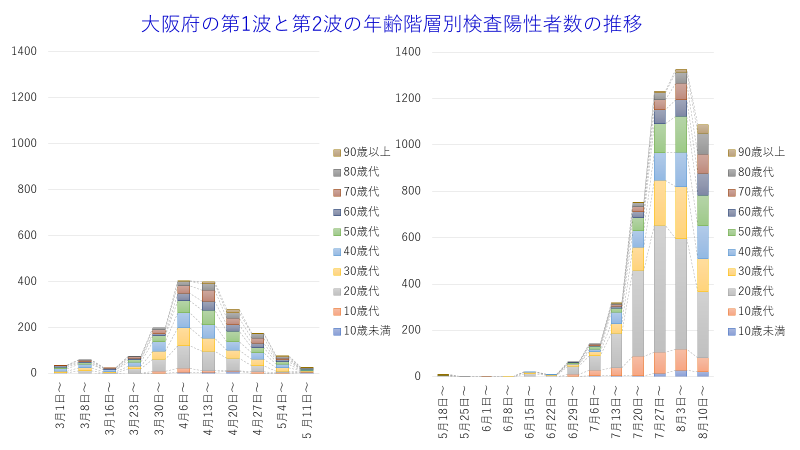 大阪府の第1波と第2波の年齢階層別検査陽性者数の推移
1400
1200
1000
800
600
400
200
0
3月1日～
3月8日～
3月16日～
3月23日～
3月30日～
4月6日～
4月13日～
4月20日～
4月27日～
5月4日～
5 月11日～
90歳以上
80歳代
70歳代
60歳代
50歳代
40歳代
30歳代
20歳代
10歳代
10歳未満
1400
1200
1000
800
600
400
200
0
5月18日～
5月25日～
6月1日～
6月8日～
6月15日～
6月22日～
6月29日～
7月6日～
7月13日～
7月20日～
7月27日～
8月3日～
8月10日～
90歳以上
80歳代
70歳代
60歳代
50歳代
40歳代
30歳代
20歳代
10歳代
10歳未満